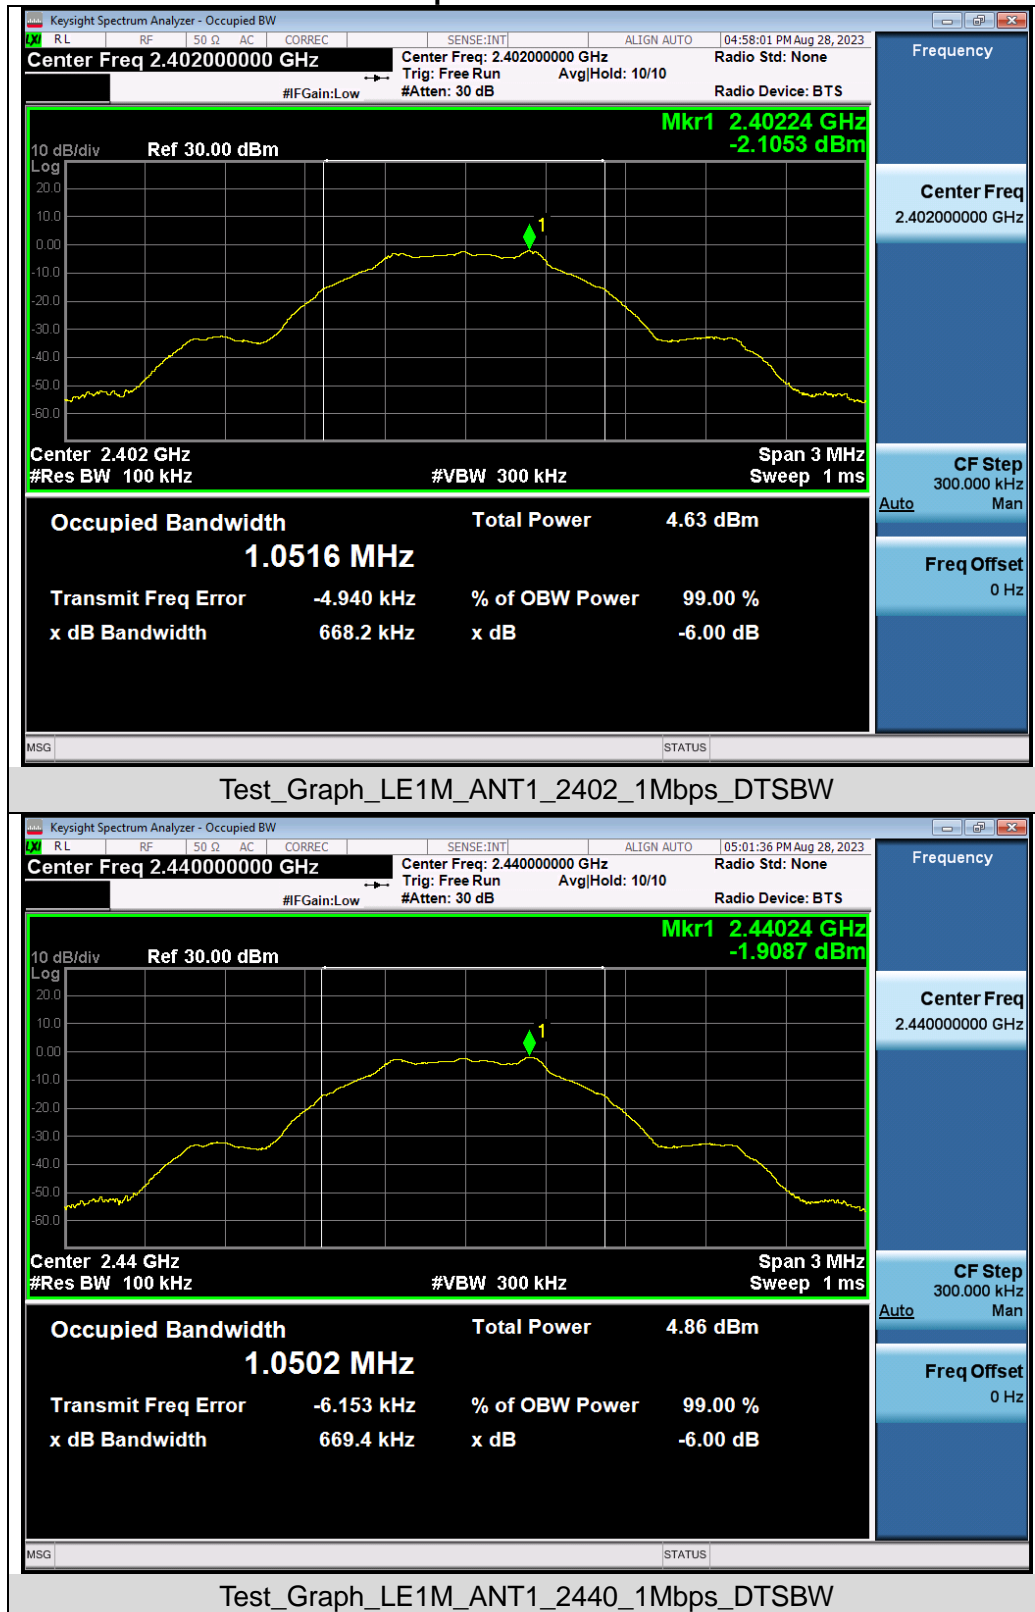 Keysight Spectrum Analyzer - Occupied BW
LXI RL RF 50 Ω AC CORREC SENSE:INT ALIGN AUTO 04:58:01 PM Aug 28, 2023
Center Freq 2.402000000 GHz Center Freq: 2.402000000 GHz Radio Std: None Frequency
Trig: Free Run Avg|Hold: 10/10
#IFGain:Low #Atten: 30 dB Radio Device: BTS
Mkr1 2.40224 GHz
10 dB/div Ref 30.00 dBm -2.1053 dBm
Log
20.0
Center Freq
2.402000000 GHz
10.0
1
0.00
-10.0
-20.0
-30.0
-40.0
-50.0
-60.0
Center 2.402 GHz Span 3 MHz
#Res BW 100 kHz #VBW 300 kHz Sweep 1 ms
CF Step
300.000 kHz
Auto Man
Occupied Bandwidth Total Power 4.63 dBm
1.0516 MHz
Freq Offset
0 Hz
Transmit Freq Error -4.940 kHz % of OBW Power 99.00 %
x dB Bandwidth 668.2 kHz x dB -6.00 dB
MSG STATUS
Test_Graph_LE1M_ANT1_2402_1Mbps_DTSBW
Keysight Spectrum Analyzer - Occupied BW
LXI RL RF 50 Ω AC CORREC SENSE:INT ALIGN AUTO 05:01:36 PM Aug 28, 2023
Center Freq 2.440000000 GHz Center Freq: 2.440000000 GHz Radio Std: None Frequency
Trig: Free Run Avg|Hold: 10/10
#IFGain:Low #Atten: 30 dB Radio Device: BTS
Mkr1 2.44024 GHz
10 dB/div Ref 30.00 dBm -1.9087 dBm
Log
20.0
Center Freq
2.440000000 GHz
10.0
1
0.00
-10.0
-20.0
-30.0
-40.0
-50.0
-60.0
Center 2.44 GHz Span 3 MHz
#Res BW 100 kHz #VBW 300 kHz Sweep 1 ms
CF Step
300.000 kHz
Auto Man
Occupied Bandwidth Total Power 4.86 dBm
1.0502 MHz
Freq Offset
0 Hz
Transmit Freq Error -6.153 kHz % of OBW Power 99.00 %
x dB Bandwidth 669.4 kHz x dB -6.00 dB
MSG STATUS
Test_Graph_LE1M_ANT1_2440_1Mbps_DTSBW